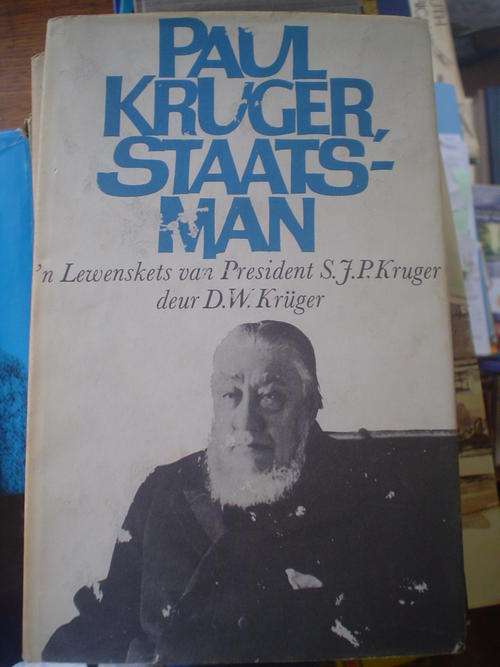 PAUL
KRUGER,
STAATS-
MAN
'n Lewenskets van President S.J.P. Kruger
deur D.W. Krüger